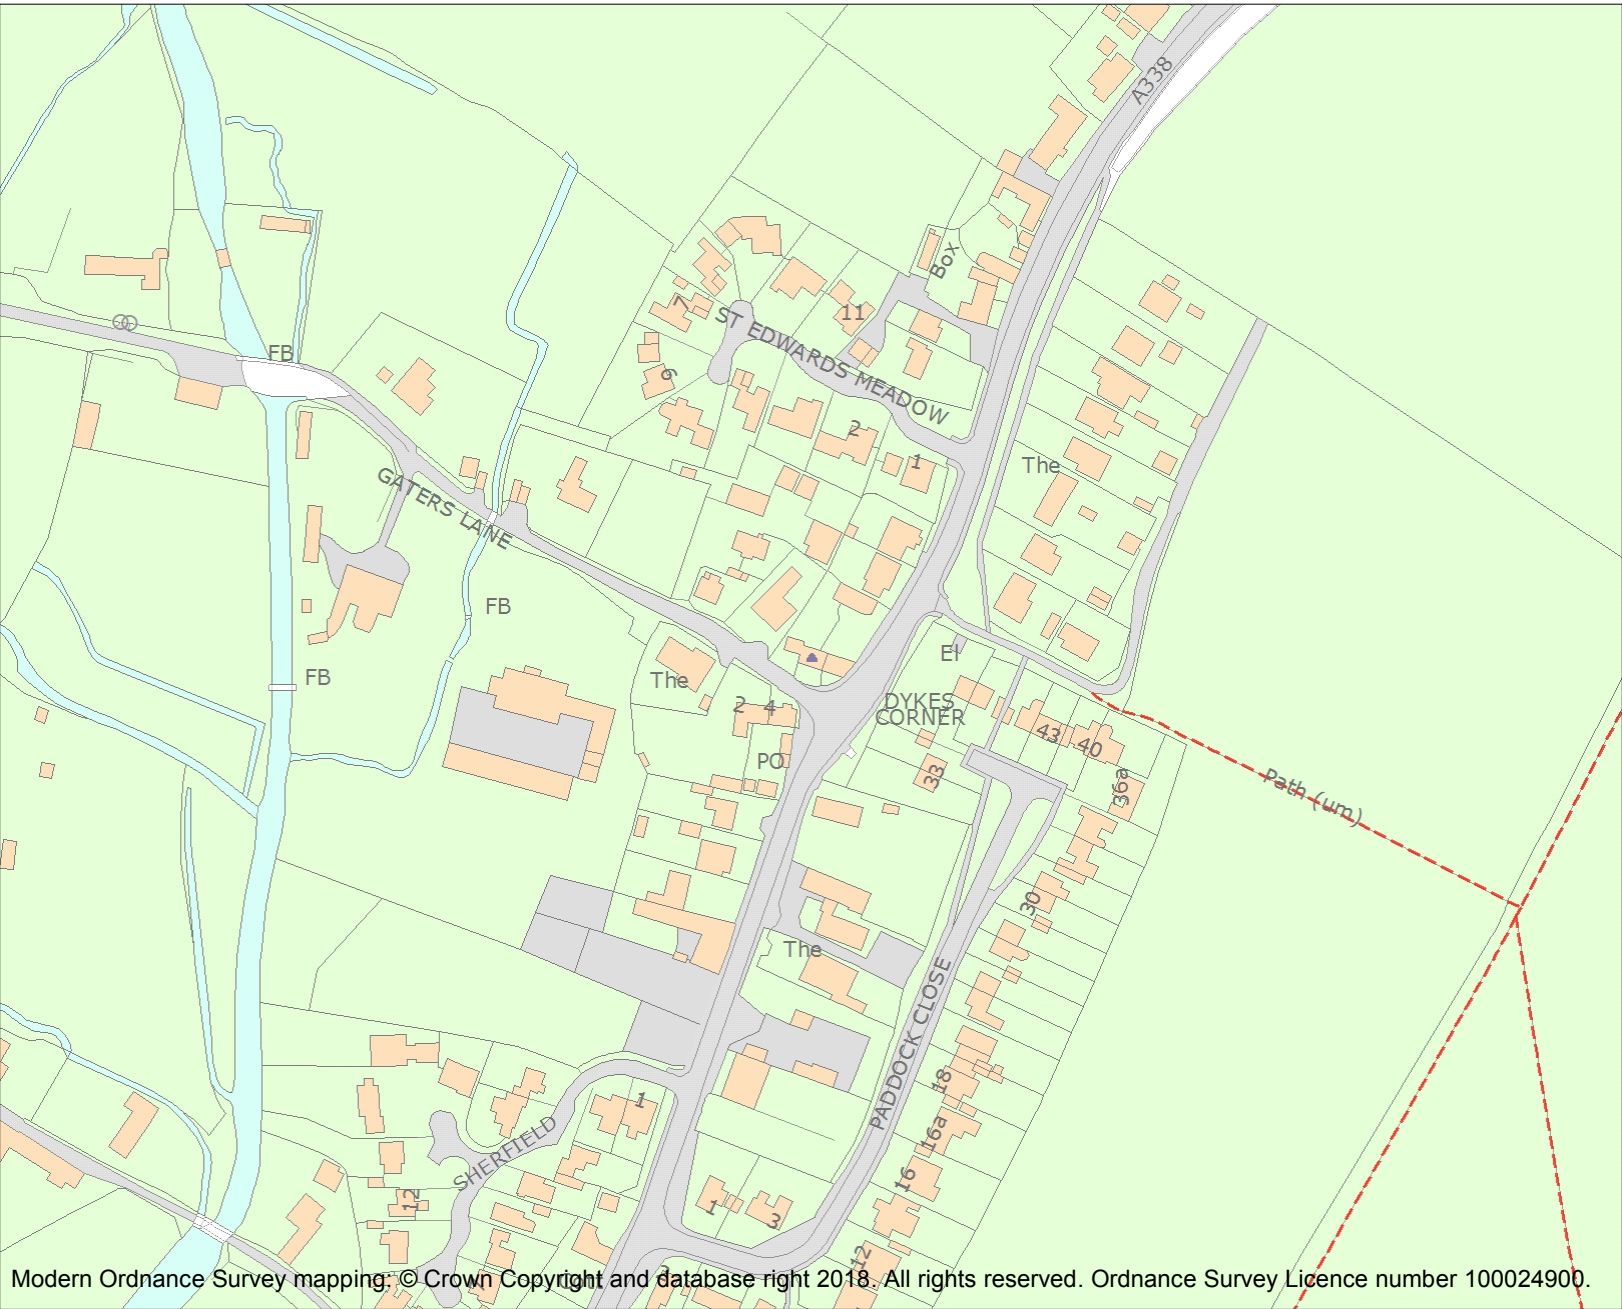 A338
Box
FB
7
ST EDWARDS MEADOW
11
6
2
1
The
GATERS LANE
FB
El
FB
The
2 4
DYKES
CORNER
43
40
PO
33
36a
Path (um)
30
The
PADDOCK CLOSE
18
1
16a
SHERFIELD
16
12
1
3
12
Modern Ordnance Survey mapping: © Crown Copyright and database right 2018. All rights reserved. Ordnance Survey Licence number 100024900.